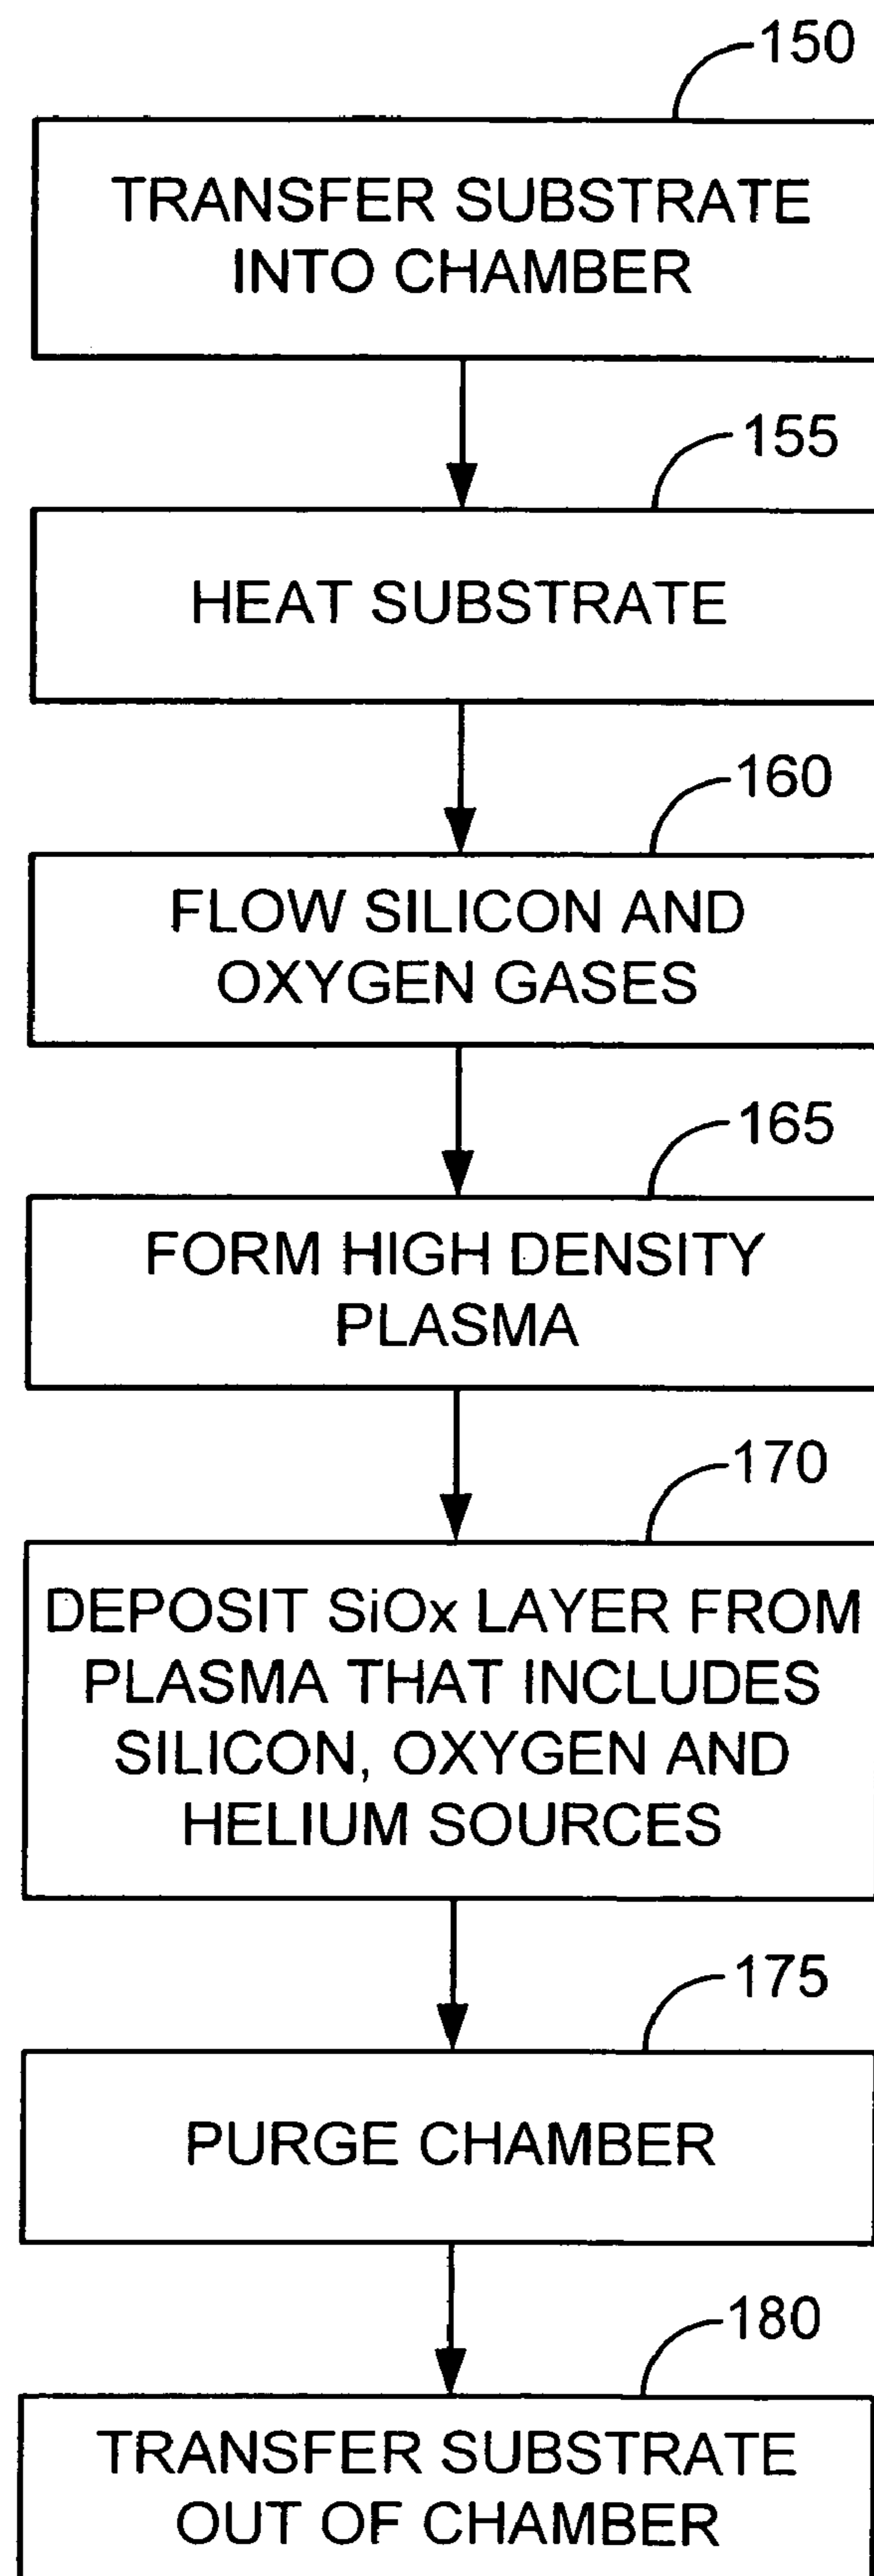 150
TRANSFER SUBSTRATE
INTO CHAMBER
155
HEAT SUBSTRATE
160
FLOW SILICON AND
OXYGEN GASES
165
FORM HIGH DENSITY
PLASMA
170
DEPOSIT SiOx LAYER FROM
PLASMA THAT INCLUDES
SILICON, OXYGEN AND
HELIUM SOURCES
175
PURGE CHAMBER
180
TRANSFER SUBSTRATE
OUT OF CHAMBER